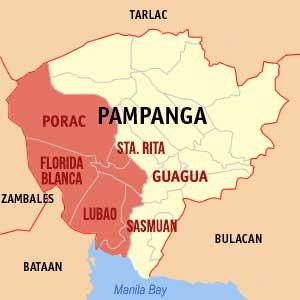 TARLAC
PORAC
PAMPANGA
STA. RITA
FLORIDA
BLANCA
GUAGUA
ZAMBALES
LUBAO
SASMUAN
BULACAN
BATAAN
Manila Bay